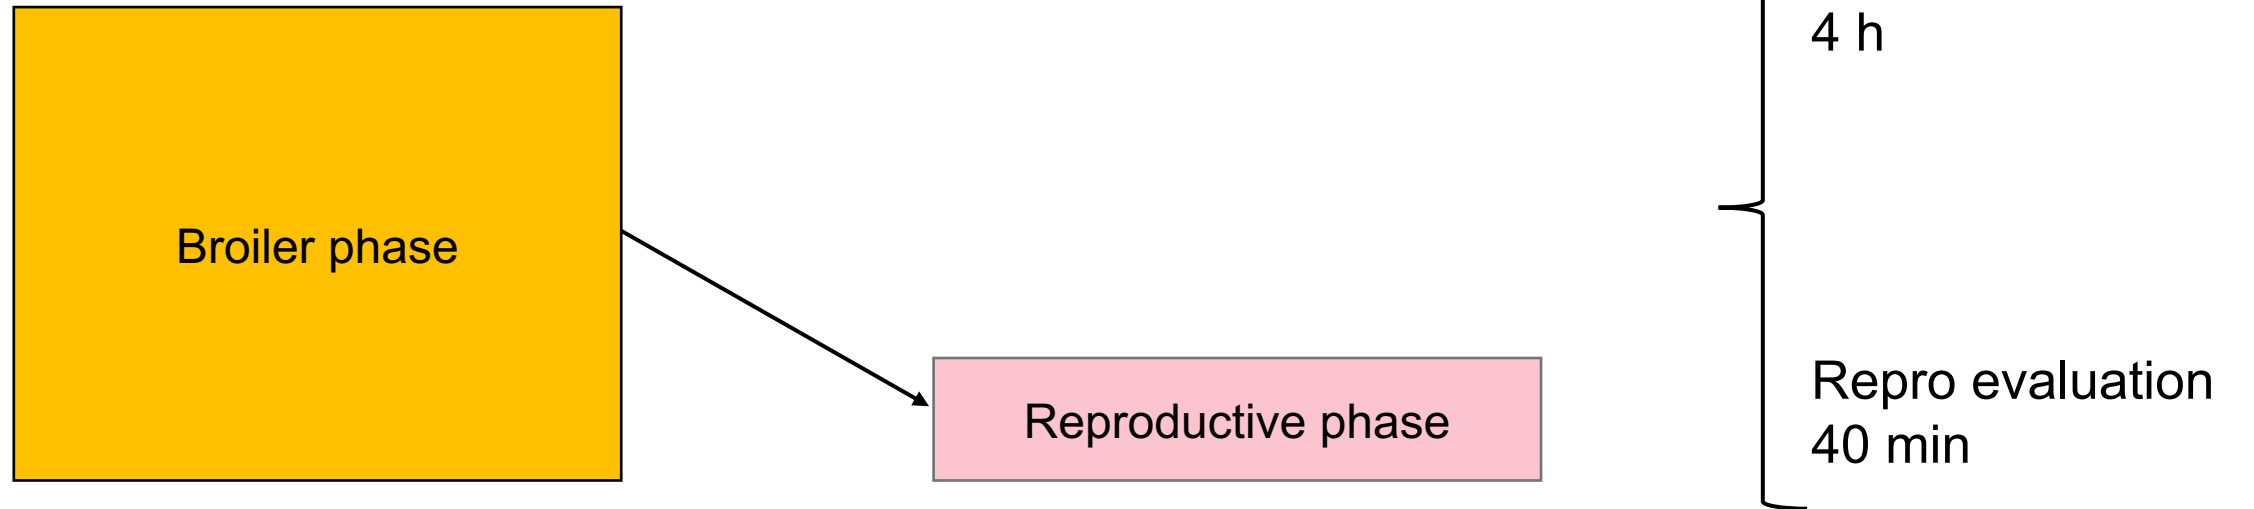 4 h
Broiler phase
Reproductive phase
Repro evaluation
40 min